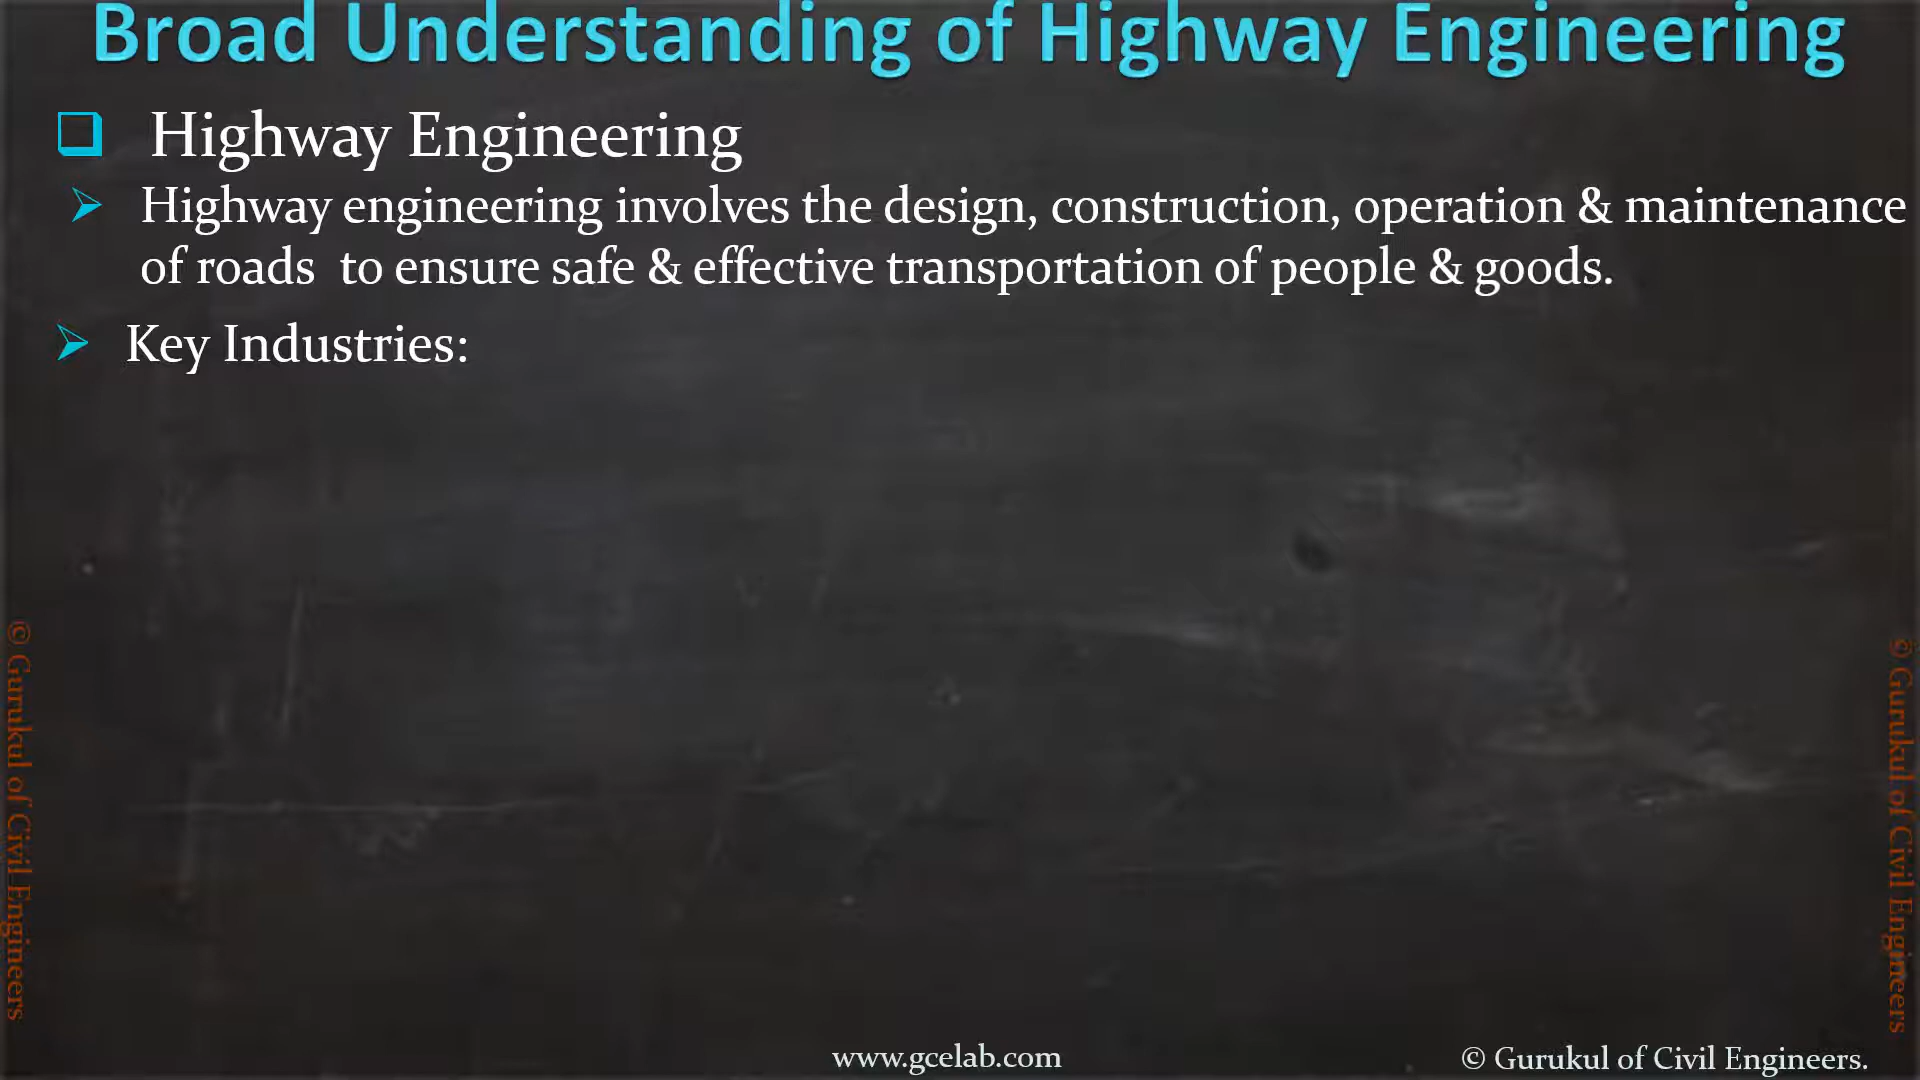 Broad Understanding of Highway Engineering
Highway Engineering
Highway engineering involves the design, construction, operation & maintenance
of roads to ensure safe & effective transportation of people & goods.
Key Industries:
© Gurukul of Civil Engineers
© Gurukul of Civil Engineers
www.gcelab.com
© Gurukul of Civil Engineers.